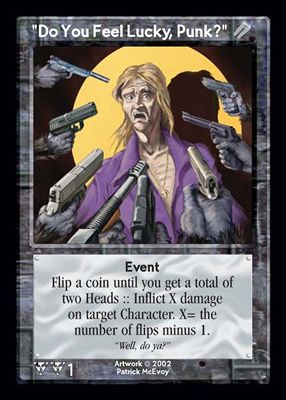 "Do You Feel Lucky, Punk?"
Event
Flip a coin until you get a total of
two Heads :: Inflict X damage
on target Character. X= the
number of flips minus 1.
"Well, do ya?"
1
Artwork © 2002
Patrick McEvoy